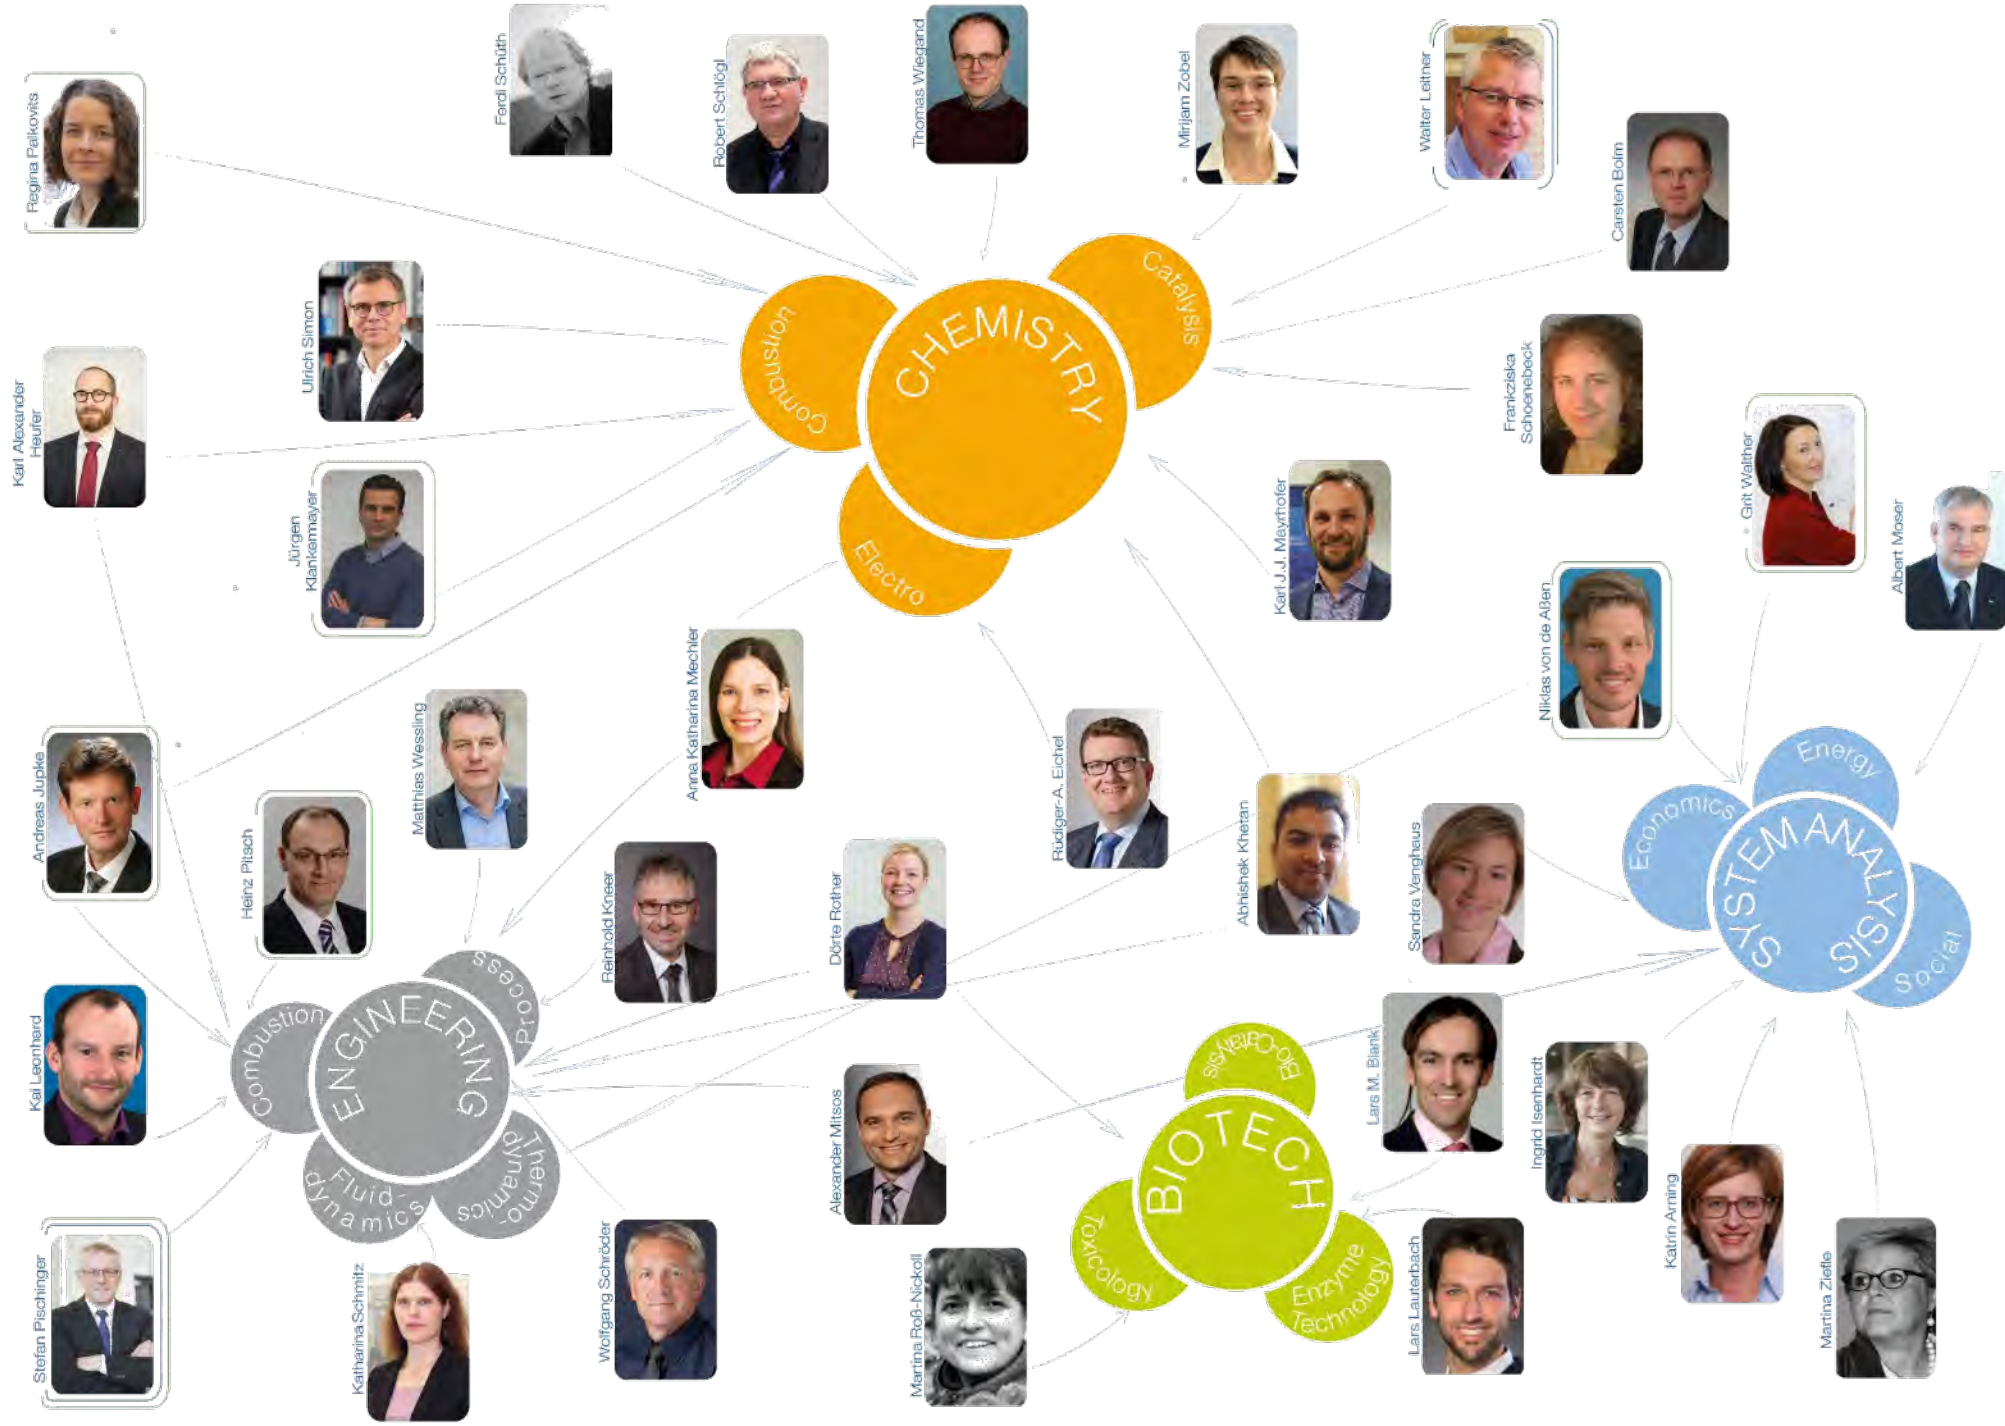 Regina Palkovits
Ferdi Schüth
Robert Schlögl
Thomas Wiegand
Mirijam Zobel
Walter Leitner
Carsten Bolm
Ulrich Simon
Karl Alexander
Heufer
Jürgen
Klankermayer
Combustion
CHEMISTRY
Catalysis
Electro
Franziska
Schoenebeck
Karl J.J. Mayrhofer
Grit Walther
Albert Moser
Niklas von de Aßen
Anna Katharina Mechler
Matthias Wessling
Andreas Jupke
Heinz Pitsch
Rüdiger-A. Eichel
Abhishek Khetan
Sandra Venghaus
Reinhold Kneer
Dörte Rother
Energy
Economics
SYSTEM ANALYSIS
Social
Kai Leonhard
Combustion
ENGINEERING
Process
Fluid-
dynamics
Thermo-
dynamics
Alexander Mitsos
Bio-Catalysis
BIOTECH
Toxicology
Enzyme
Technology
Lars M. Blank
Ingrid Isenhardt
Katrin Arning
Martina Ziefle
Stefan Pischinger
Katharina Schmitz
Wolfgang Schröder
Martina Roß-Nickoll
Lars Lauterbach